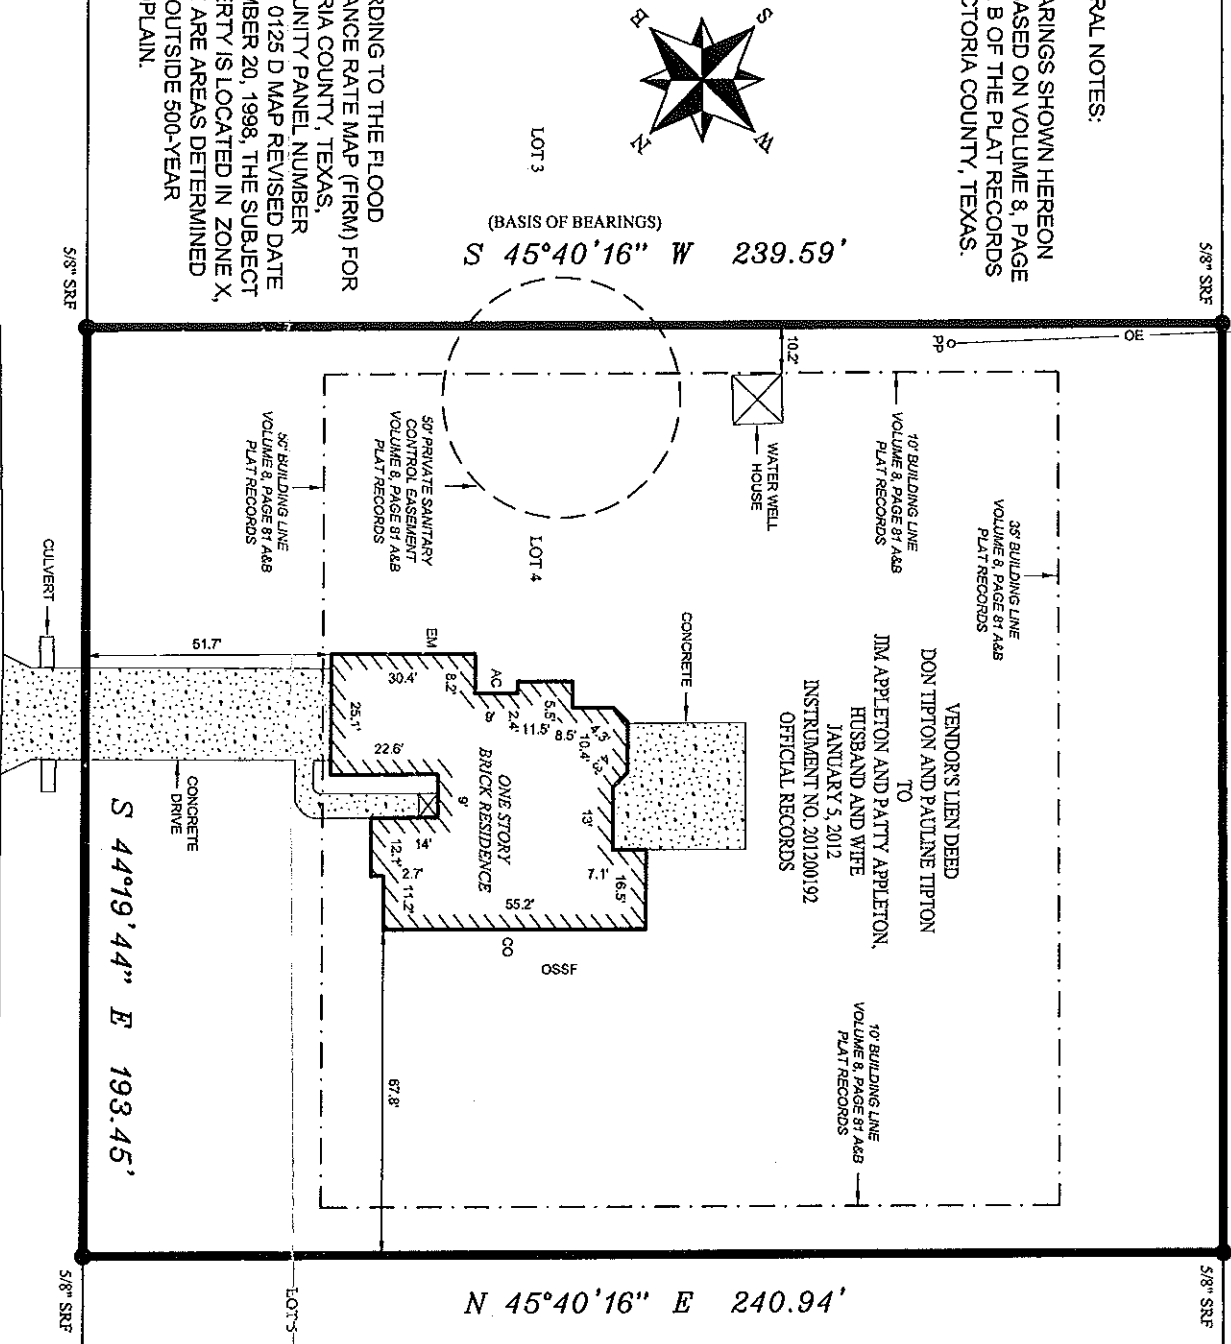 RAL NOTES:
ARINGS SHOWN HEREON
ASED ON VOLUME 8, PAGE
B OF THE PLAT RECORDS
CTORIA COUNTY, TEXAS.
S
W
E
N
LOT 3
RDING TO THE FLOOD
ANCE RATE MAP (FIRM) FOR
RIA COUNTY, TEXAS,
UNITY PANEL NUMBER
0125 D MAP REVISED DATE
MBER 20, 1998, THE SUBJECT
ERTY IS LOCATED IN ZONE X,
ARE AREAS DETERMINED
OUTSIDE 500-YEAR
PLAIN.
(BASIS OF BEARINGS)
S 45°40'16" W 239.59'
5/8" SRF
5/8" SRF
OE
PP
10.2'
WATER WELL
HOUSE
10' BUILDING LINE
VOLUME 8, PAGE 81 A&B
PLAT RECORDS
35' BUILDING LINE
VOLUME 8, PAGE 81 A&B
PLAT RECORDS
50' PRIVATE SANITARY
CONTROL EASEMENT
VOLUME 8, PAGE 81 A&B
PLAT RECORDS
50' BUILDING LINE
VOLUME 8, PAGE 81 A&B
PLAT RECORDS
LOT 4
VENDOR'S LIEN DEED
DON TIPTON AND PAULINE TIPTON
TO
JIM APPLETON AND PATTY APPLETON,
HUSBAND AND WIFE
JANUARY 5, 2012
INSTRUMENT NO. 201200192
OFFICIAL RECORDS
CONCRETE
CULVERT
51.7'
EM
AC
30.4'
8.2'
9'
2.4'
11.5'
5.5'
8.5'
4.3'
10.4'
4.3'
13'
7.1'
16.5'
25.1'
22.6'
9'
14'
12.1'
2.7'
11.2'
55.2'
ONE STORY
BRICK RESIDENCE
CO
OSSF
CONCRETE
DRIVE
S 44°19'44" E 193.45'
67.8'
10' BUILDING LINE
VOLUME 8, PAGE 81 A&B
PLAT RECORDS
N 45°40'16" E 240.94'
LOT 5
5/8" SRF
5/8" SRF